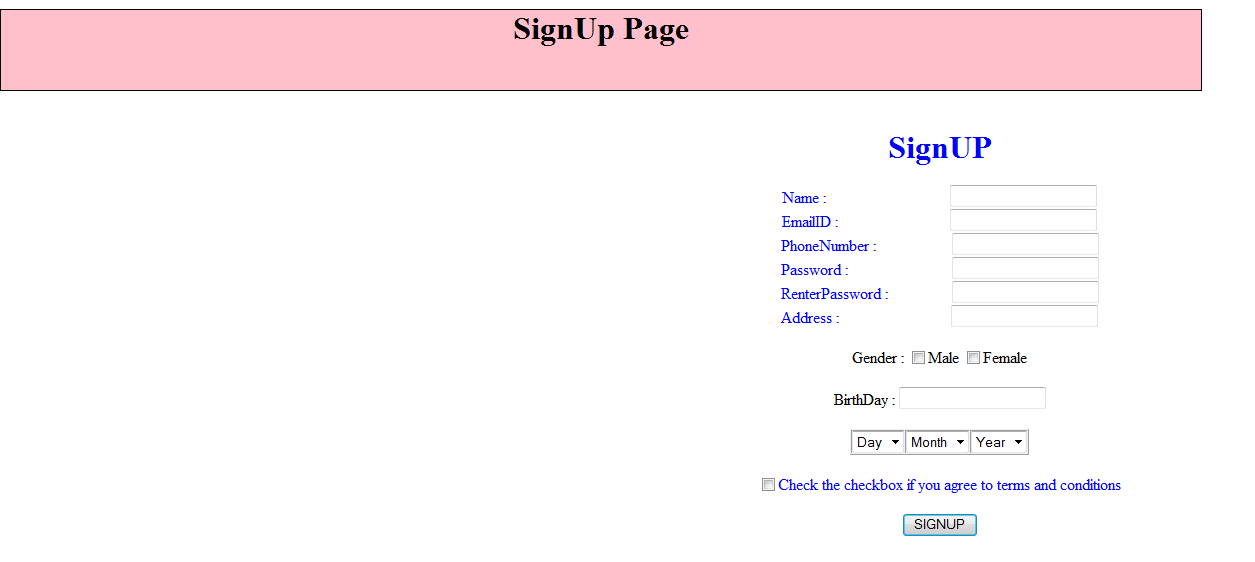 SignUp Page
SignUP
Name :
EmailID :
PhoneNumber :
Password :
RenterPassword :
Address :
Gender : Male Female
BirthDay :
Day Month Year
Check the checkbox if you agree to terms and conditions
SIGNUP